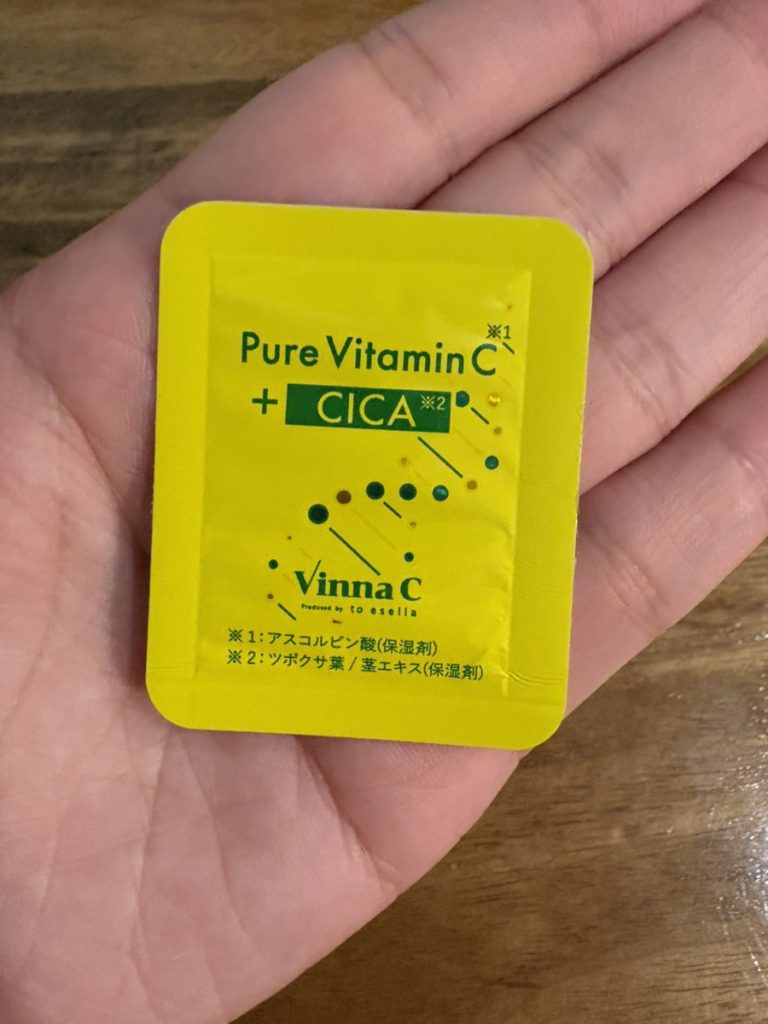 Pure Vitamin C ※1
+ CICA ※2
Vinna C
Produced by to esella
※1:アスコルビン酸(保湿剤)
※2:ツボクサ葉/茎エキス(保湿剤)